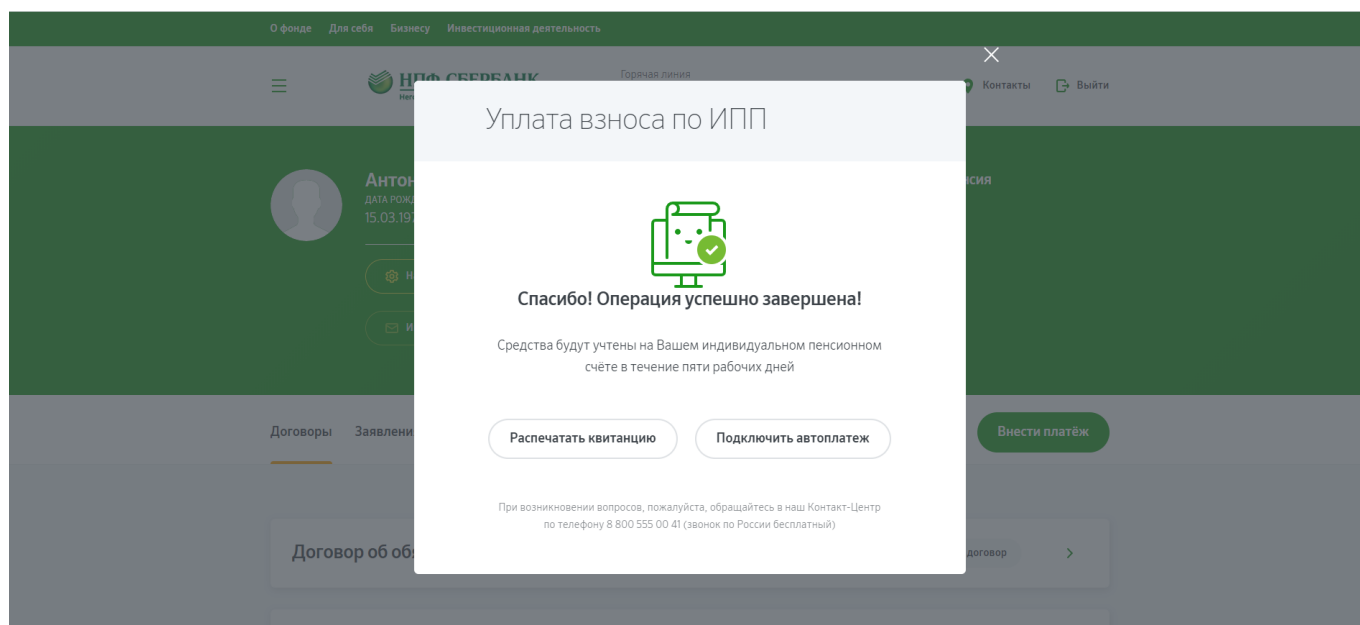 О фонде Для себя Бизнесу Инвестиционная деятельность
НПФ СБЕРБАНК
Горячая линия
Контакты Выйти
Уплата взноса по ИПП
15.03.197
Спасибо! Операция успешно завершена!
Средства будут учтены на Вашем индивидуальном пенсионном
счёте в течение пяти рабочих дней
Договоры
Внести платёж
Распечатать квитанцию Подключить автоплатеж
При возникновении вопросов, пожалуйста, обращайтесь в наш Контакт-Центр
по телефону 8 800 555 00 41 (звонок по России бесплатный)
Договор об
договор